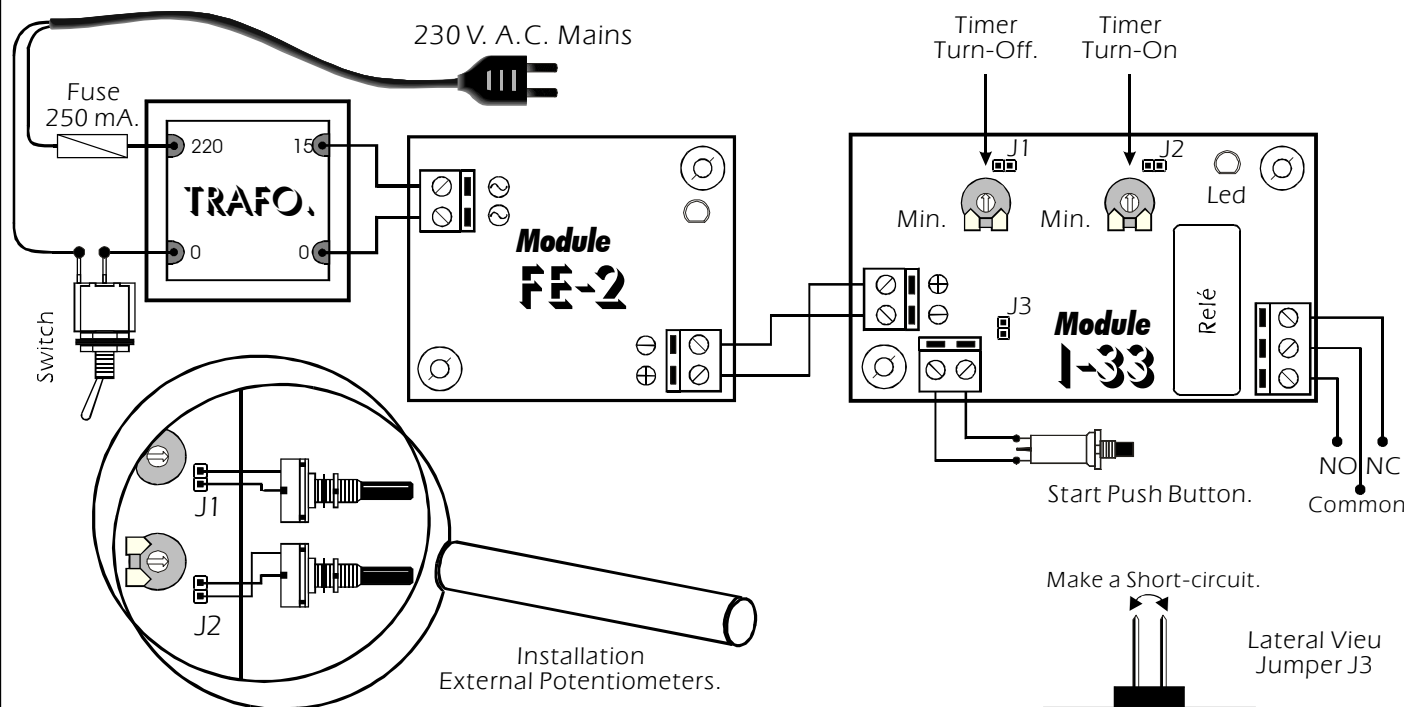 230 V. A.C. Mains
Fuse
250 mA.
220
15
TRAFO.
0
0
Switch
Module
FE-2
Timer
Turn-Off.
Timer
Turn-On
J1
J2
Led
Min.
Min.
J3
Module
I-33
Relé
Start Push Button.
NO
NC
Common
J1
J2
Installation
External Potentiometers.
Make a Short-circuit.
Lateral Vieu
Jumper J3